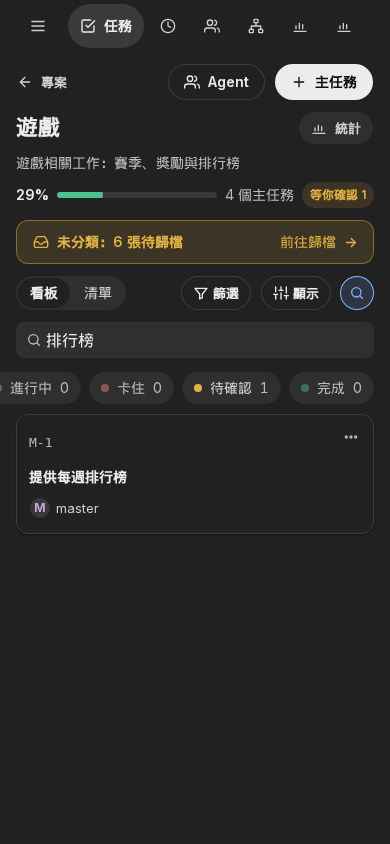 任務
專案
Agent
主任務
遊戲
統計
遊戲相關工作: 賽季、獎勵與排行榜
29%
4 個主任務
等你確認 1
未分類: 6 張待歸檔
前往歸檔
看板
清單
篩選
顯示
排行榜
進行中 0
卡住 0
待確認 1
完成 0
M-1
提供每週排行榜
M master